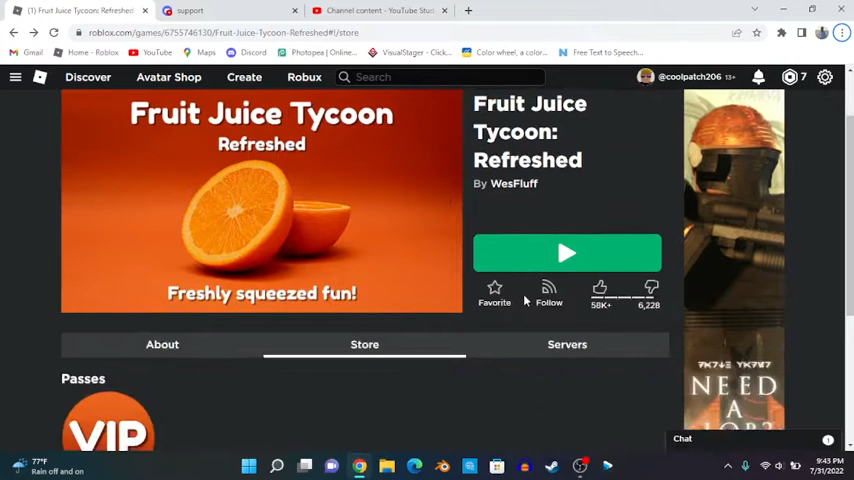 (1) Fruit Juice Tycoon: Refreshed
support
Channel content - YouTube Stud
roblox.com/games/6755746130/Fruit-Juice-Tycoon-Refreshed#!/store
Gmail
Home - Roblox
YouTube
Maps
Discord
Photopea | Online...
VisualStager - Click...
Color wheel, a color...
Free Text to Speech...
Discover
Avatar Shop
Create
Robux
Search
@coolpatch206 13+
7
Fruit Juice Tycoon
Refreshed
Freshly squeezed fun!
Fruit Juice
Tycoon:
Refreshed
By WesFluff
Favorite
Follow
58K+
6,228
About
Store
Servers
Passes
VIP
NEED
A
Chat
1
77°F
Rain off and on
9:43 PM
7/31/2022